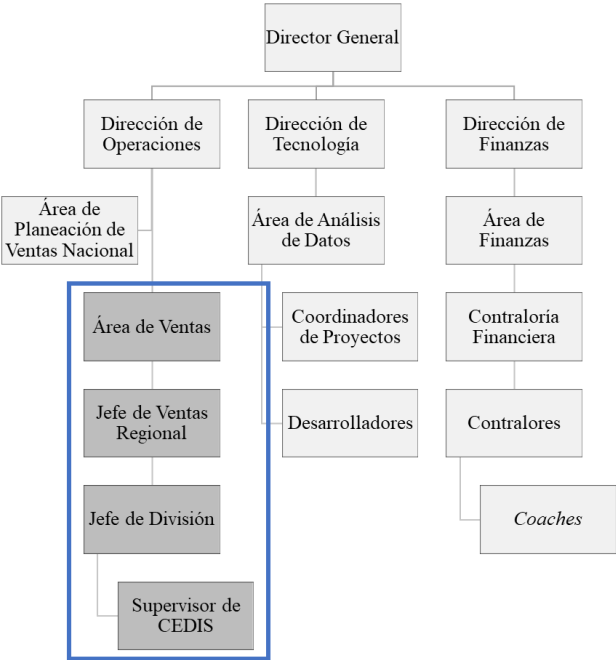 Director General
Dirección de
Operaciones
Dirección de
Tecnología
Dirección de
Finanzas
Área de
Planeación de
Ventas Nacional
Área de Análisis
de Datos
Área de
Finanzas
Área de Ventas
Coordinadores
de Proyectos
Contraloría
Financiera
Jefe de Ventas
Regional
Desarrolladores
Contralores
Jefe de División
Coaches
Supervisor de
CEDIS